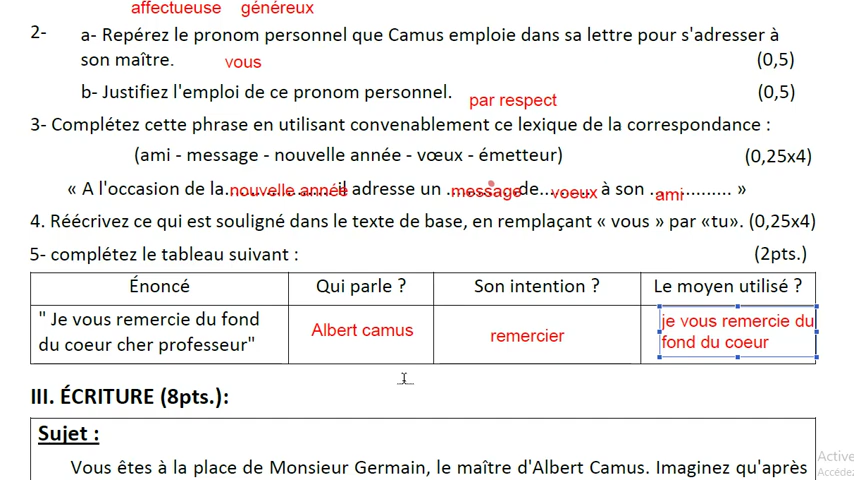 affectueuse généreux
2- a- Repérez le pronom personnel que Camus emploie dans sa lettre pour s'adresser à
son maître. vous (0,5)
b- Justifiez l'emploi de ce pronom personnel. par respect (0,5)
3- Complétez cette phrase en utilisant convenablement ce lexique de la correspondance :
(ami - message - nouvelle année - vœux - émetteur) (0,25x4)
« A l'occasion de la nouvelle année il adresse un message de voeux à son ami »
4. Réécrivez ce qui est souligné dans le texte de base, en remplaçant « vous » par «tu». (0,25x4)
5- complétez le tableau suivant : (2pts.)
Énoncé Qui parle ? Son intention ? Le moyen utilisé ?
" Je vous remercie du fond
du coeur cher professeur"
Albert camus
remercier
je vous remercie du
fond du coeur
III. ÉCRITURE (8pts.):
Sujet :
Vous êtes à la place de Monsieur Germain, le maître d'Albert Camus. Imaginez qu'après
Activ
Accéde